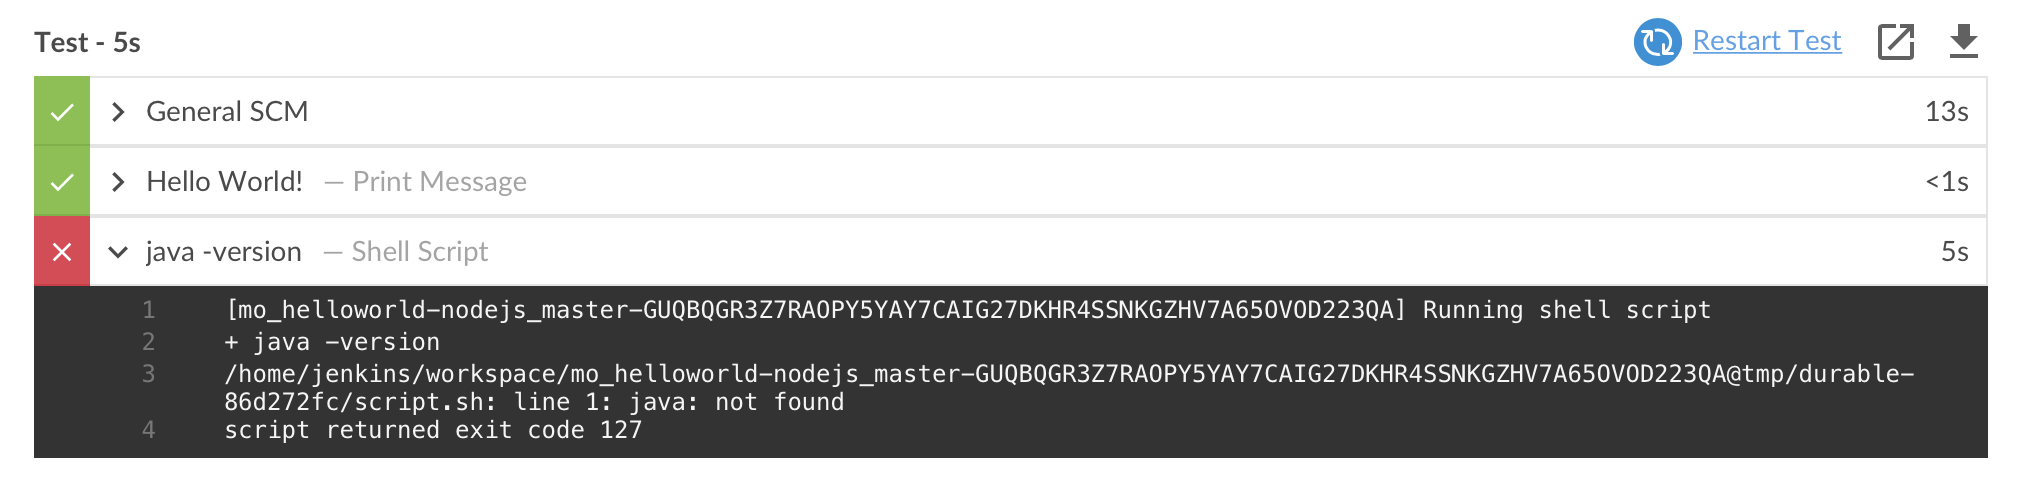 Test - 5s
Restart Test
General SCM 13s
Hello World! — Print Message <1s
java -version — Shell Script 5s
1 [mo_helloworld-nodejs_master-GUQBQGR3Z7RAOPY5YAY7CAIG27DKHR4SSNKGZHV7A65OVOD223QA] Running shell script
2 + java -version
3 /home/jenkins/workspace/mo_helloworld-nodejs_master-GUQBQGR3Z7RAOPY5YAY7CAIG27DKHR4SSNKGZHV7A65OVOD223QA@tmp/durable-
86d272fc/script.sh: line 1: java: not found
4 script returned exit code 127